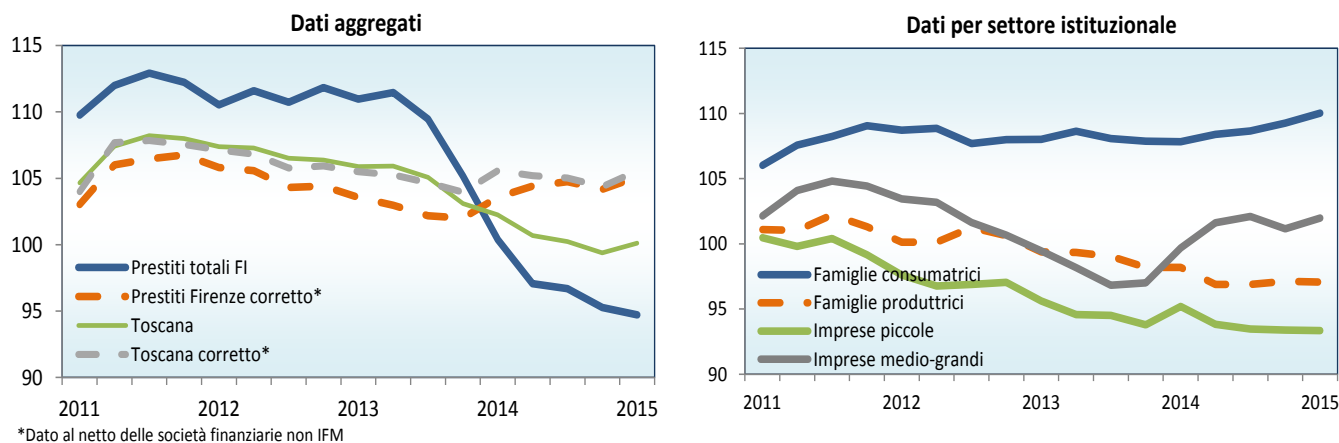 Dati aggregati
115
110
105
100
95
90
Prestiti totali FI
Prestiti Firenze corretto*
Toscana
Toscana corretto*
2011 2012 2013 2014 2015
*Dato al netto delle società finanziarie non IFM
Dati per settore istituzionale
115
110
105
100
95
90
Famiglie consumatrici
Famiglie produttrici
Imprese piccole
Imprese medio-grandi
2011 2012 2013 2014 2015